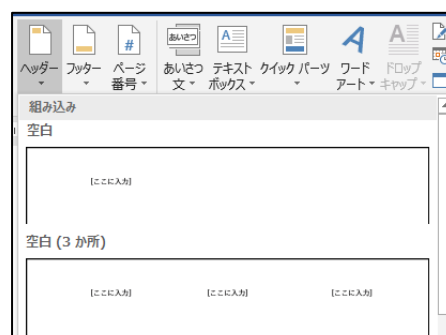 ヘッダー フッター ページ番号 あいさつ文 テキストボックス クイック パーツ ワードアート ドロップキャップ
組み込み
空白
[ここに入力]
空白 (3 か所)
[ここに入力] [ここに入力] [ここに入力]